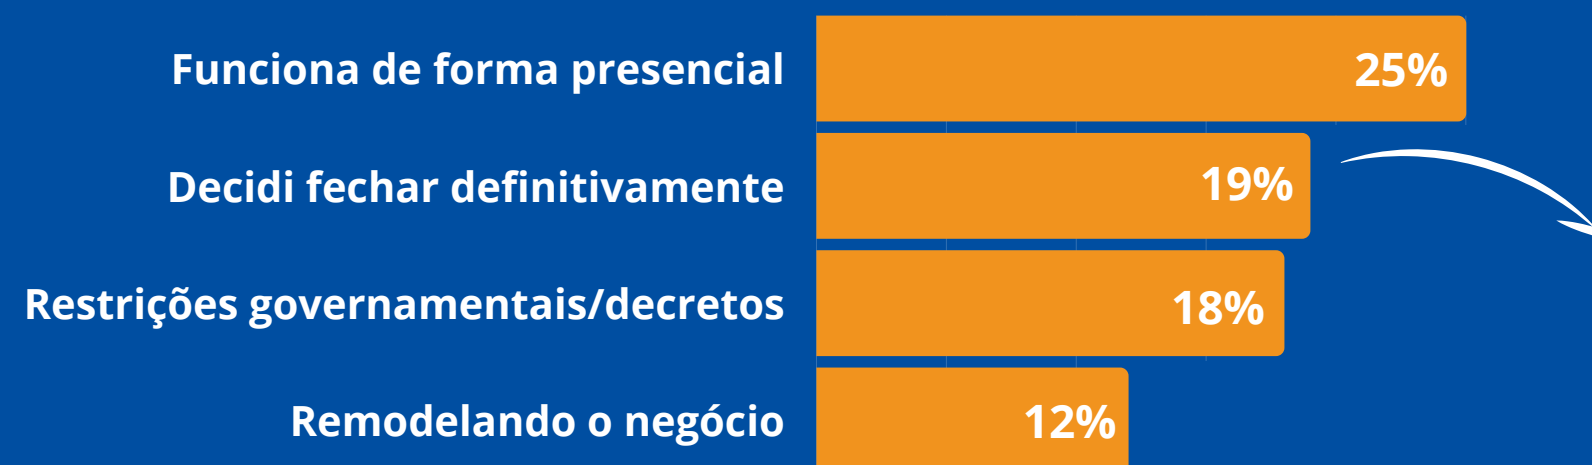 Funciona de forma presencial 25%
Decidi fechar definitivamente 19%
Restrições governamentais/decretos 18%
Remodelando o negócio 12%